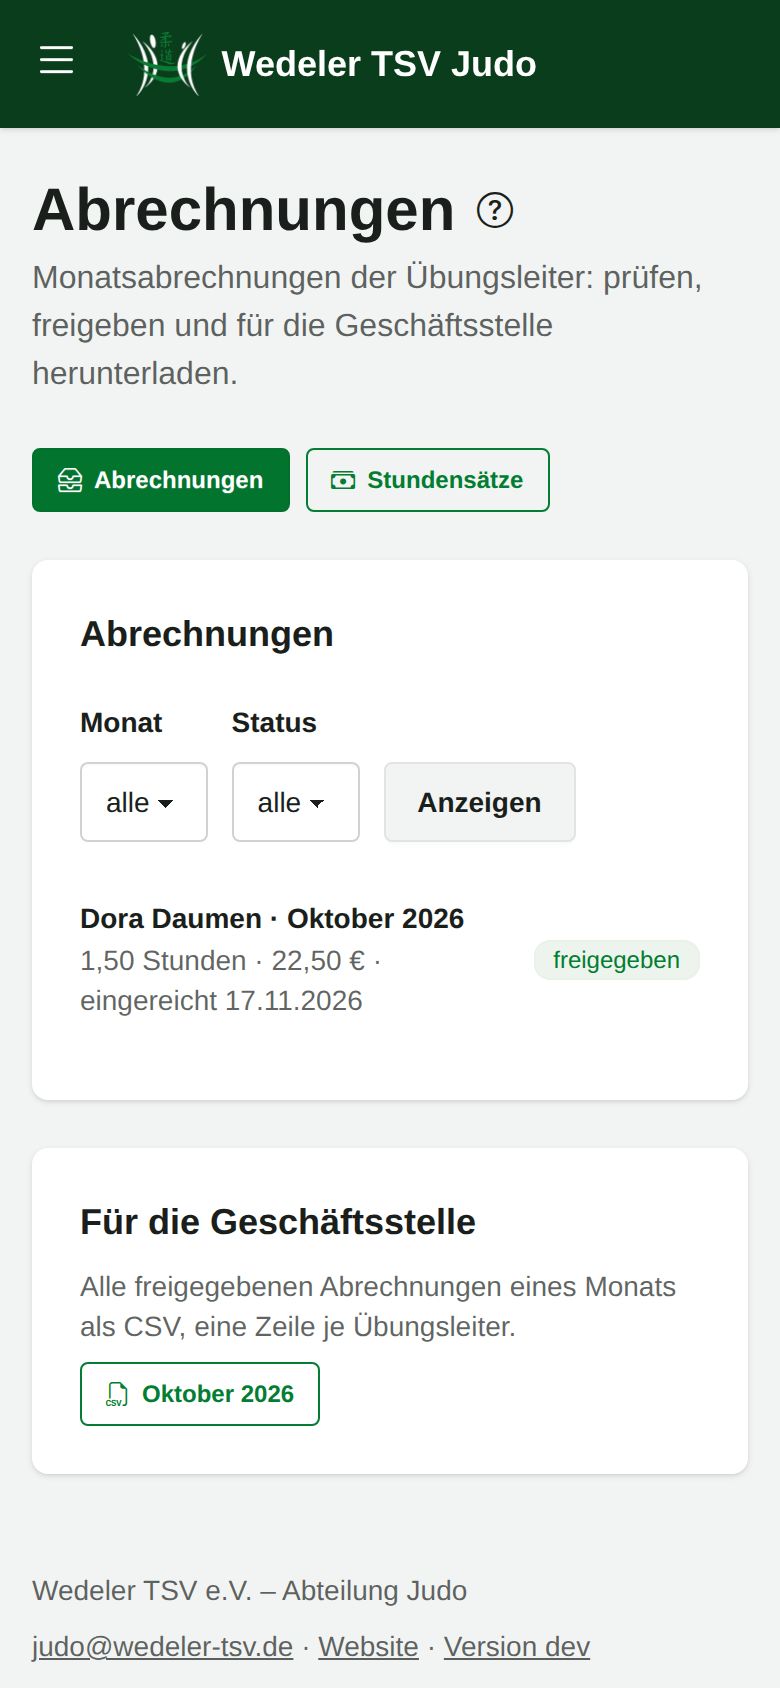 柔道
Wedeler TSV Judo
Abrechnungen ?
Monatsabrechnungen der Übungsleiter: prüfen,
freigeben und für die Geschäftsstelle
herunterladen.
Abrechnungen Stundensätze
Abrechnungen
Monat Status
alle alle Anzeigen
Dora Daumen · Oktober 2026
1,50 Stunden · 22,50 € ·
eingereicht 17.11.2026
freigegeben
Für die Geschäftsstelle
Alle freigegebenen Abrechnungen eines Monats
als CSV, eine Zeile je Übungsleiter.
CSV Oktober 2026
Wedeler TSV e.V. – Abteilung Judo
judo@wedeler-tsv.de · Website · Version dev